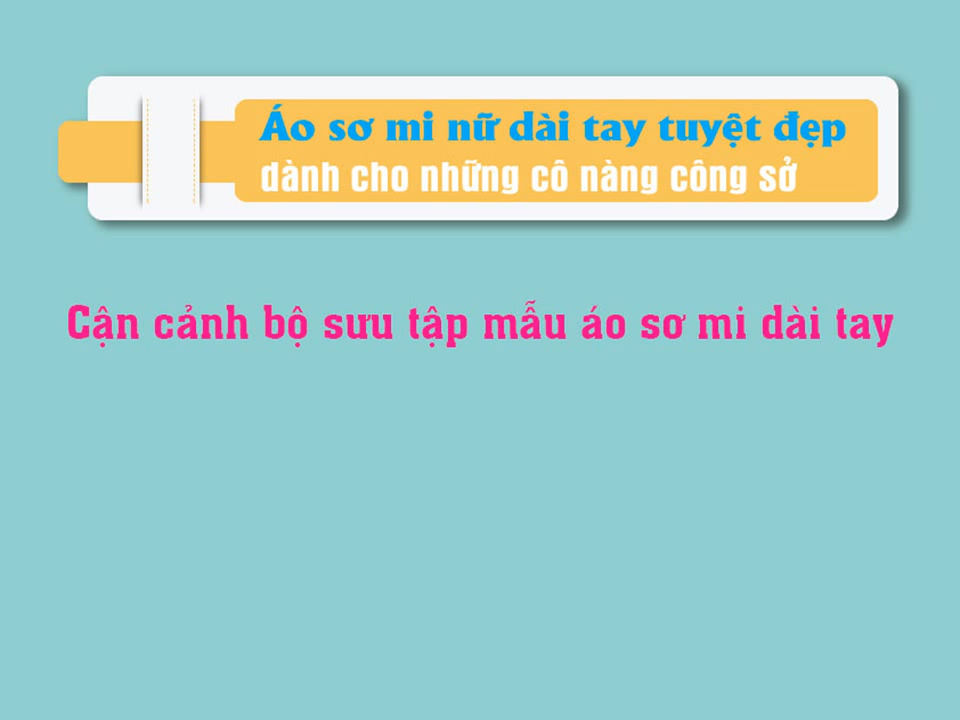 Áo sơ mi nữ dài tay tuyệt đẹp
dành cho những cô nàng công sở
Cận cảnh bộ sưu tập mẫu áo sơ mi dài tay